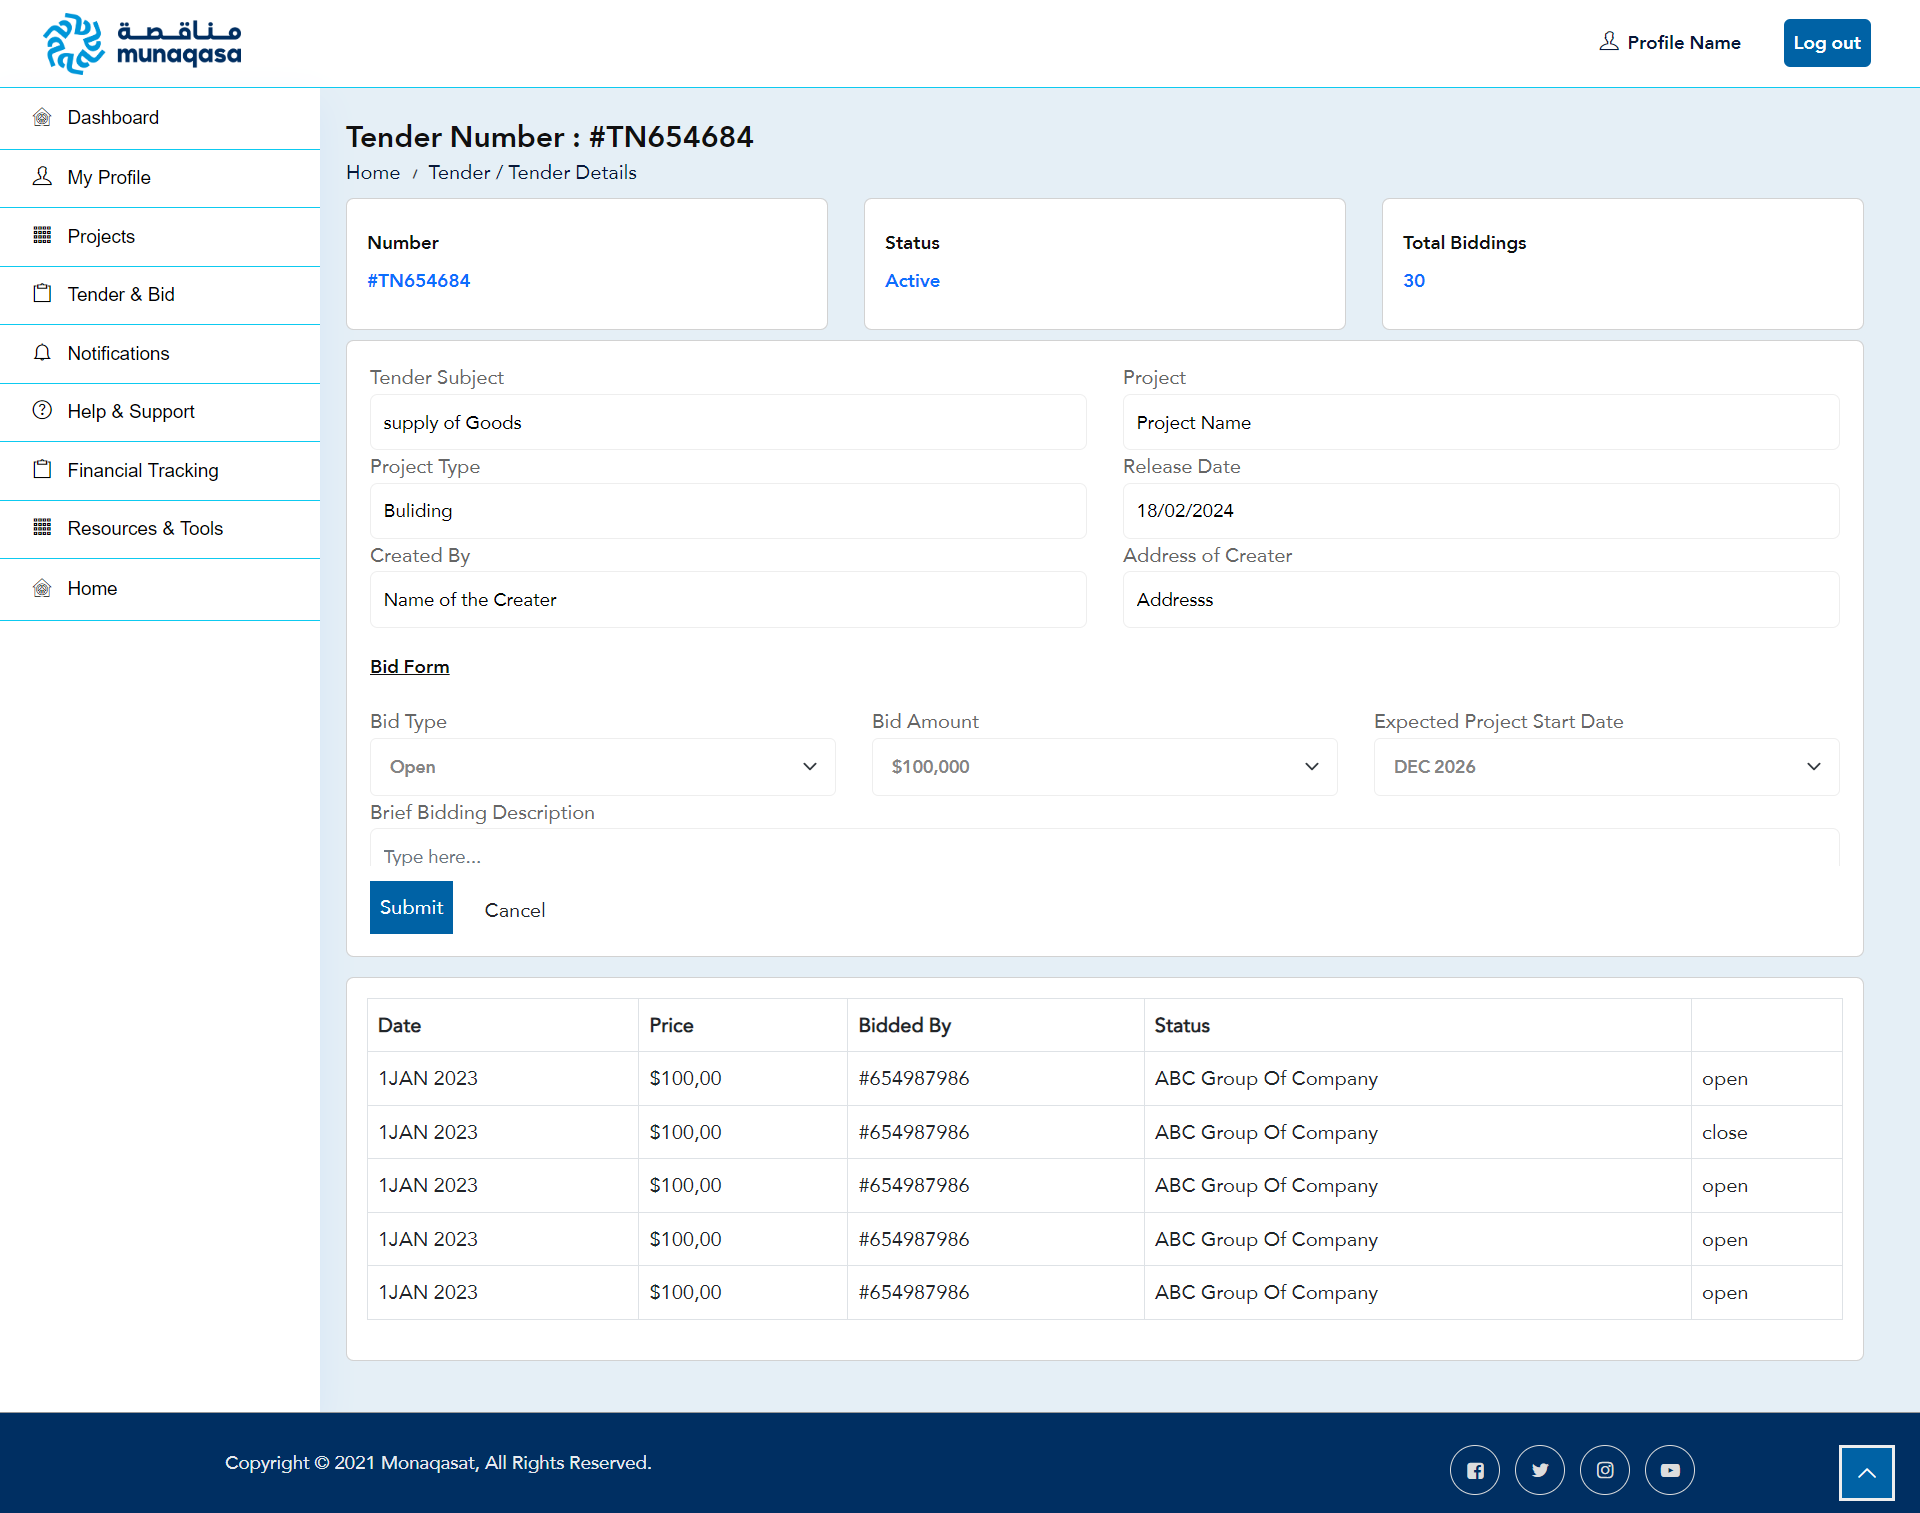 مناقصة
munaqasa
Profile Name
Log out
Dashboard
My Profile
Projects
Tender & Bid
Notifications
Help & Support
Financial Tracking
Resources & Tools
Home
Tender Number : #TN654684
Home / Tender / Tender Details
Number
#TN654684
Status
Active
Total Biddings
30
Tender Subject
supply of Goods
Project
Project Name
Project Type
Buliding
Release Date
18/02/2024
Created By
Name of the Creater
Address of Creater
Addresss
Bid Form
Bid Type
Open
Bid Amount
$100,000
Expected Project Start Date
DEC 2026
Brief Bidding Description
Type here...
Submit
Cancel
Date Price Bidded By Status
1JAN 2023 $100,00 #654987986 ABC Group Of Company open
1JAN 2023 $100,00 #654987986 ABC Group Of Company close
1JAN 2023 $100,00 #654987986 ABC Group Of Company open
1JAN 2023 $100,00 #654987986 ABC Group Of Company open
1JAN 2023 $100,00 #654987986 ABC Group Of Company open
Copyright © 2021 Monaqasat, All Rights Reserved.